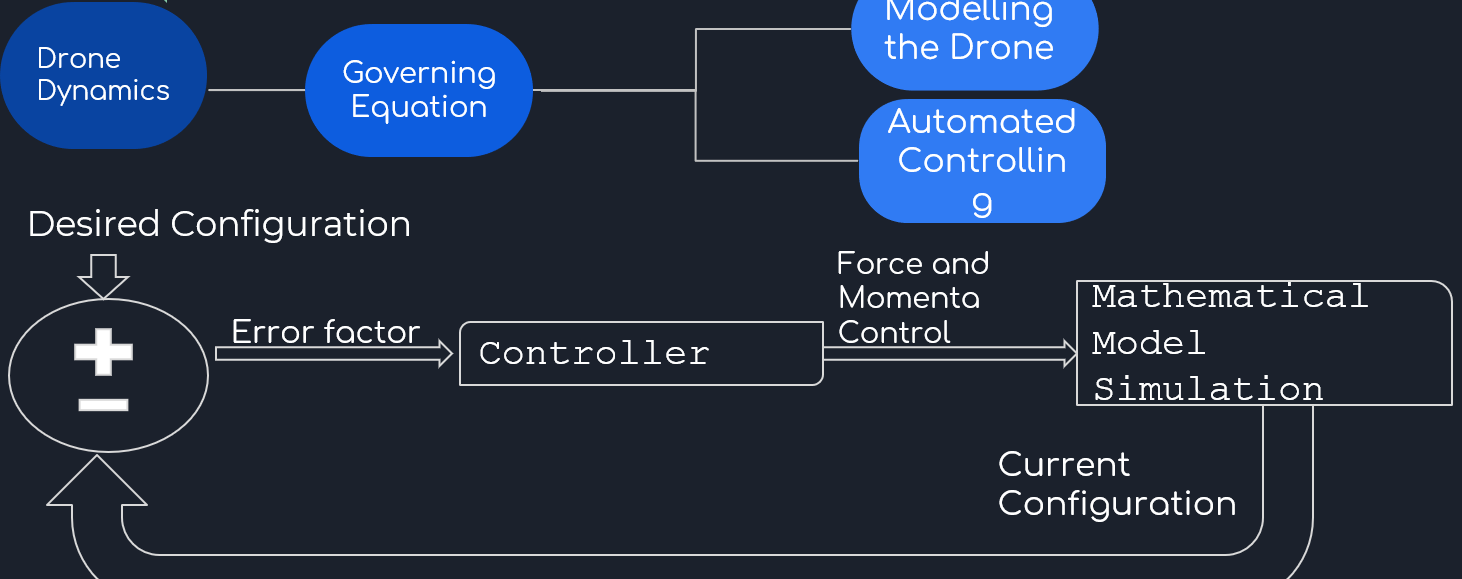 Modelling
the Drone
Drone
Dynamics
Governing
Equation
Automated
Controllin
g
Desired Configuration
Force and
Momenta
Control
Error factor
Controller
Mathematical
Model
Simulation
Current
Configuration